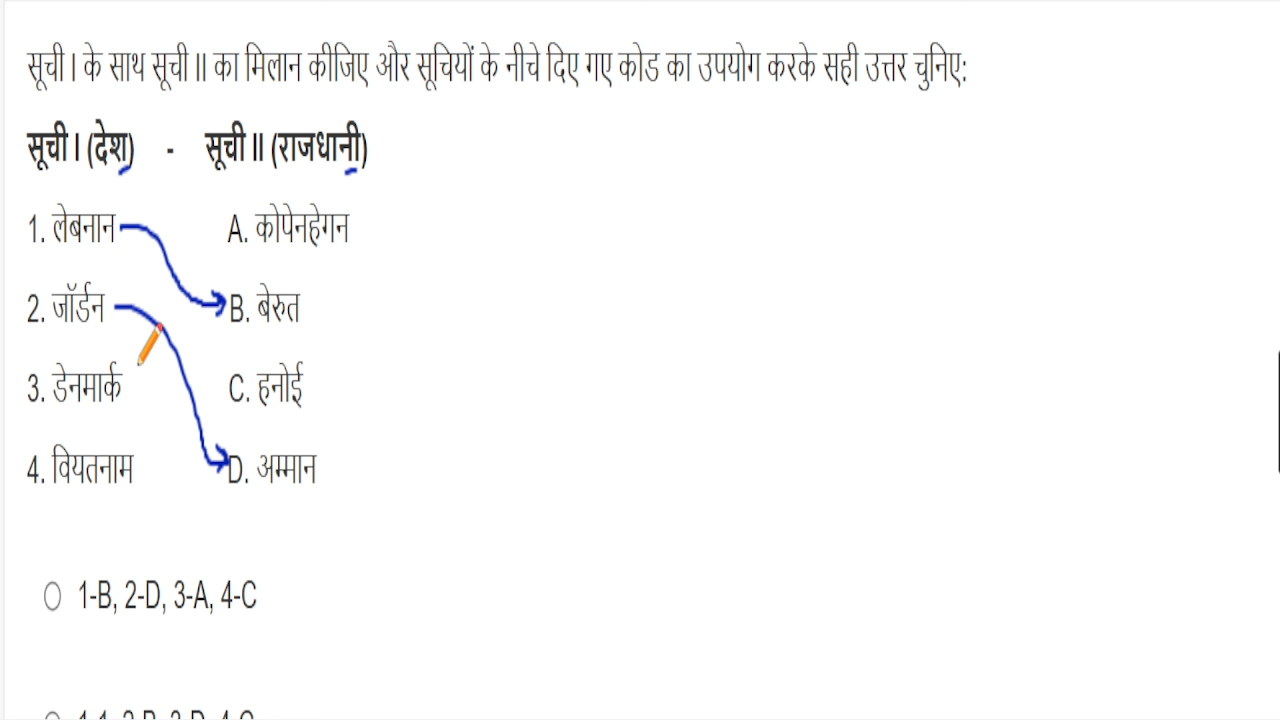 सूची I के साथ सूची II का मिलान कीजिए और सूचियों के नीचे दिए गए कोड का उपयोग करके सही उत्तर चुनिए:
सूची I (देश) - सूची II (राजधानी)
1. लेबनान A. कोपेनहेगन
2. जॉर्डन B. बेरुत
3. डेनमार्क C. हनोई
4. वियतनाम D. अम्मान
1-B, 2-D, 3-A, 4-C